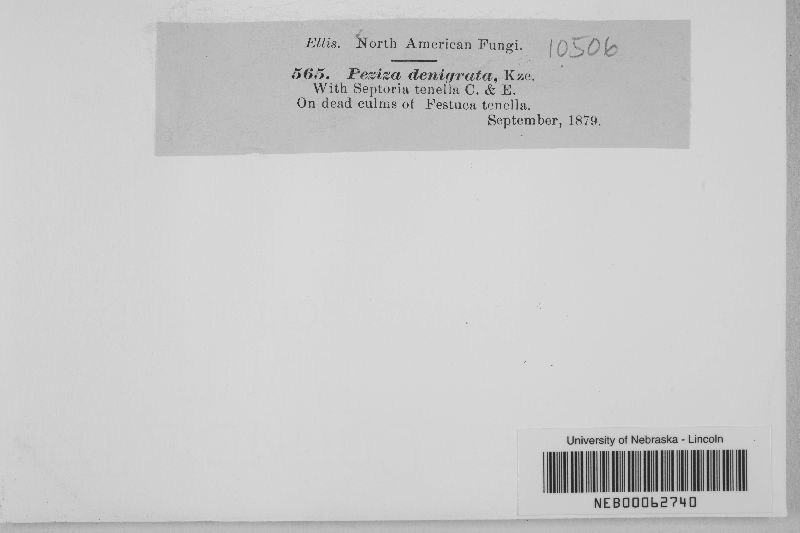 Ellis. North American Fungi. 10506
565. Peziza denigrata, Kze.
With Septoria tenella C. & E.
On dead culms of Festuca tenella.
September, 1879.
University of Nebraska - Lincoln
NEB00062740